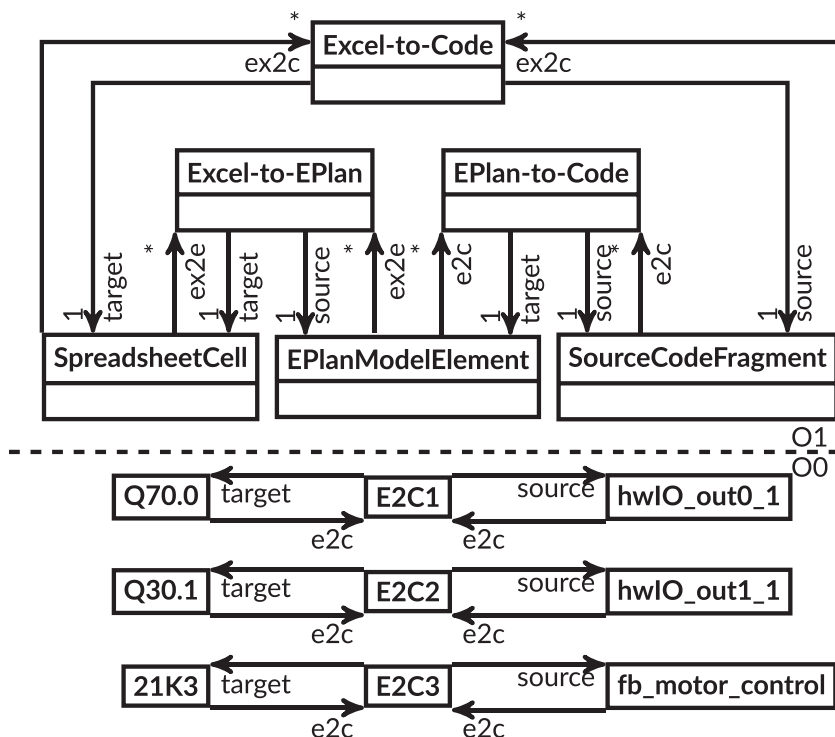 * *
Excel-to-Code
ex2c ex2c
Excel-to-EPlan EPlan-to-Code
* ex2e target source * ex2e * e2c target source * e2c
1 target 1 1 1 1 1 source
SpreadsheetCell EPlanModelElement SourceCodeFragment
O1
O0
Q70.0 target E2C1 source hwIO_out0_1
e2c e2c
Q30.1 target E2C2 source hwIO_out1_1
e2c e2c
21K3 target E2C3 source fb_motor_control
e2c e2c